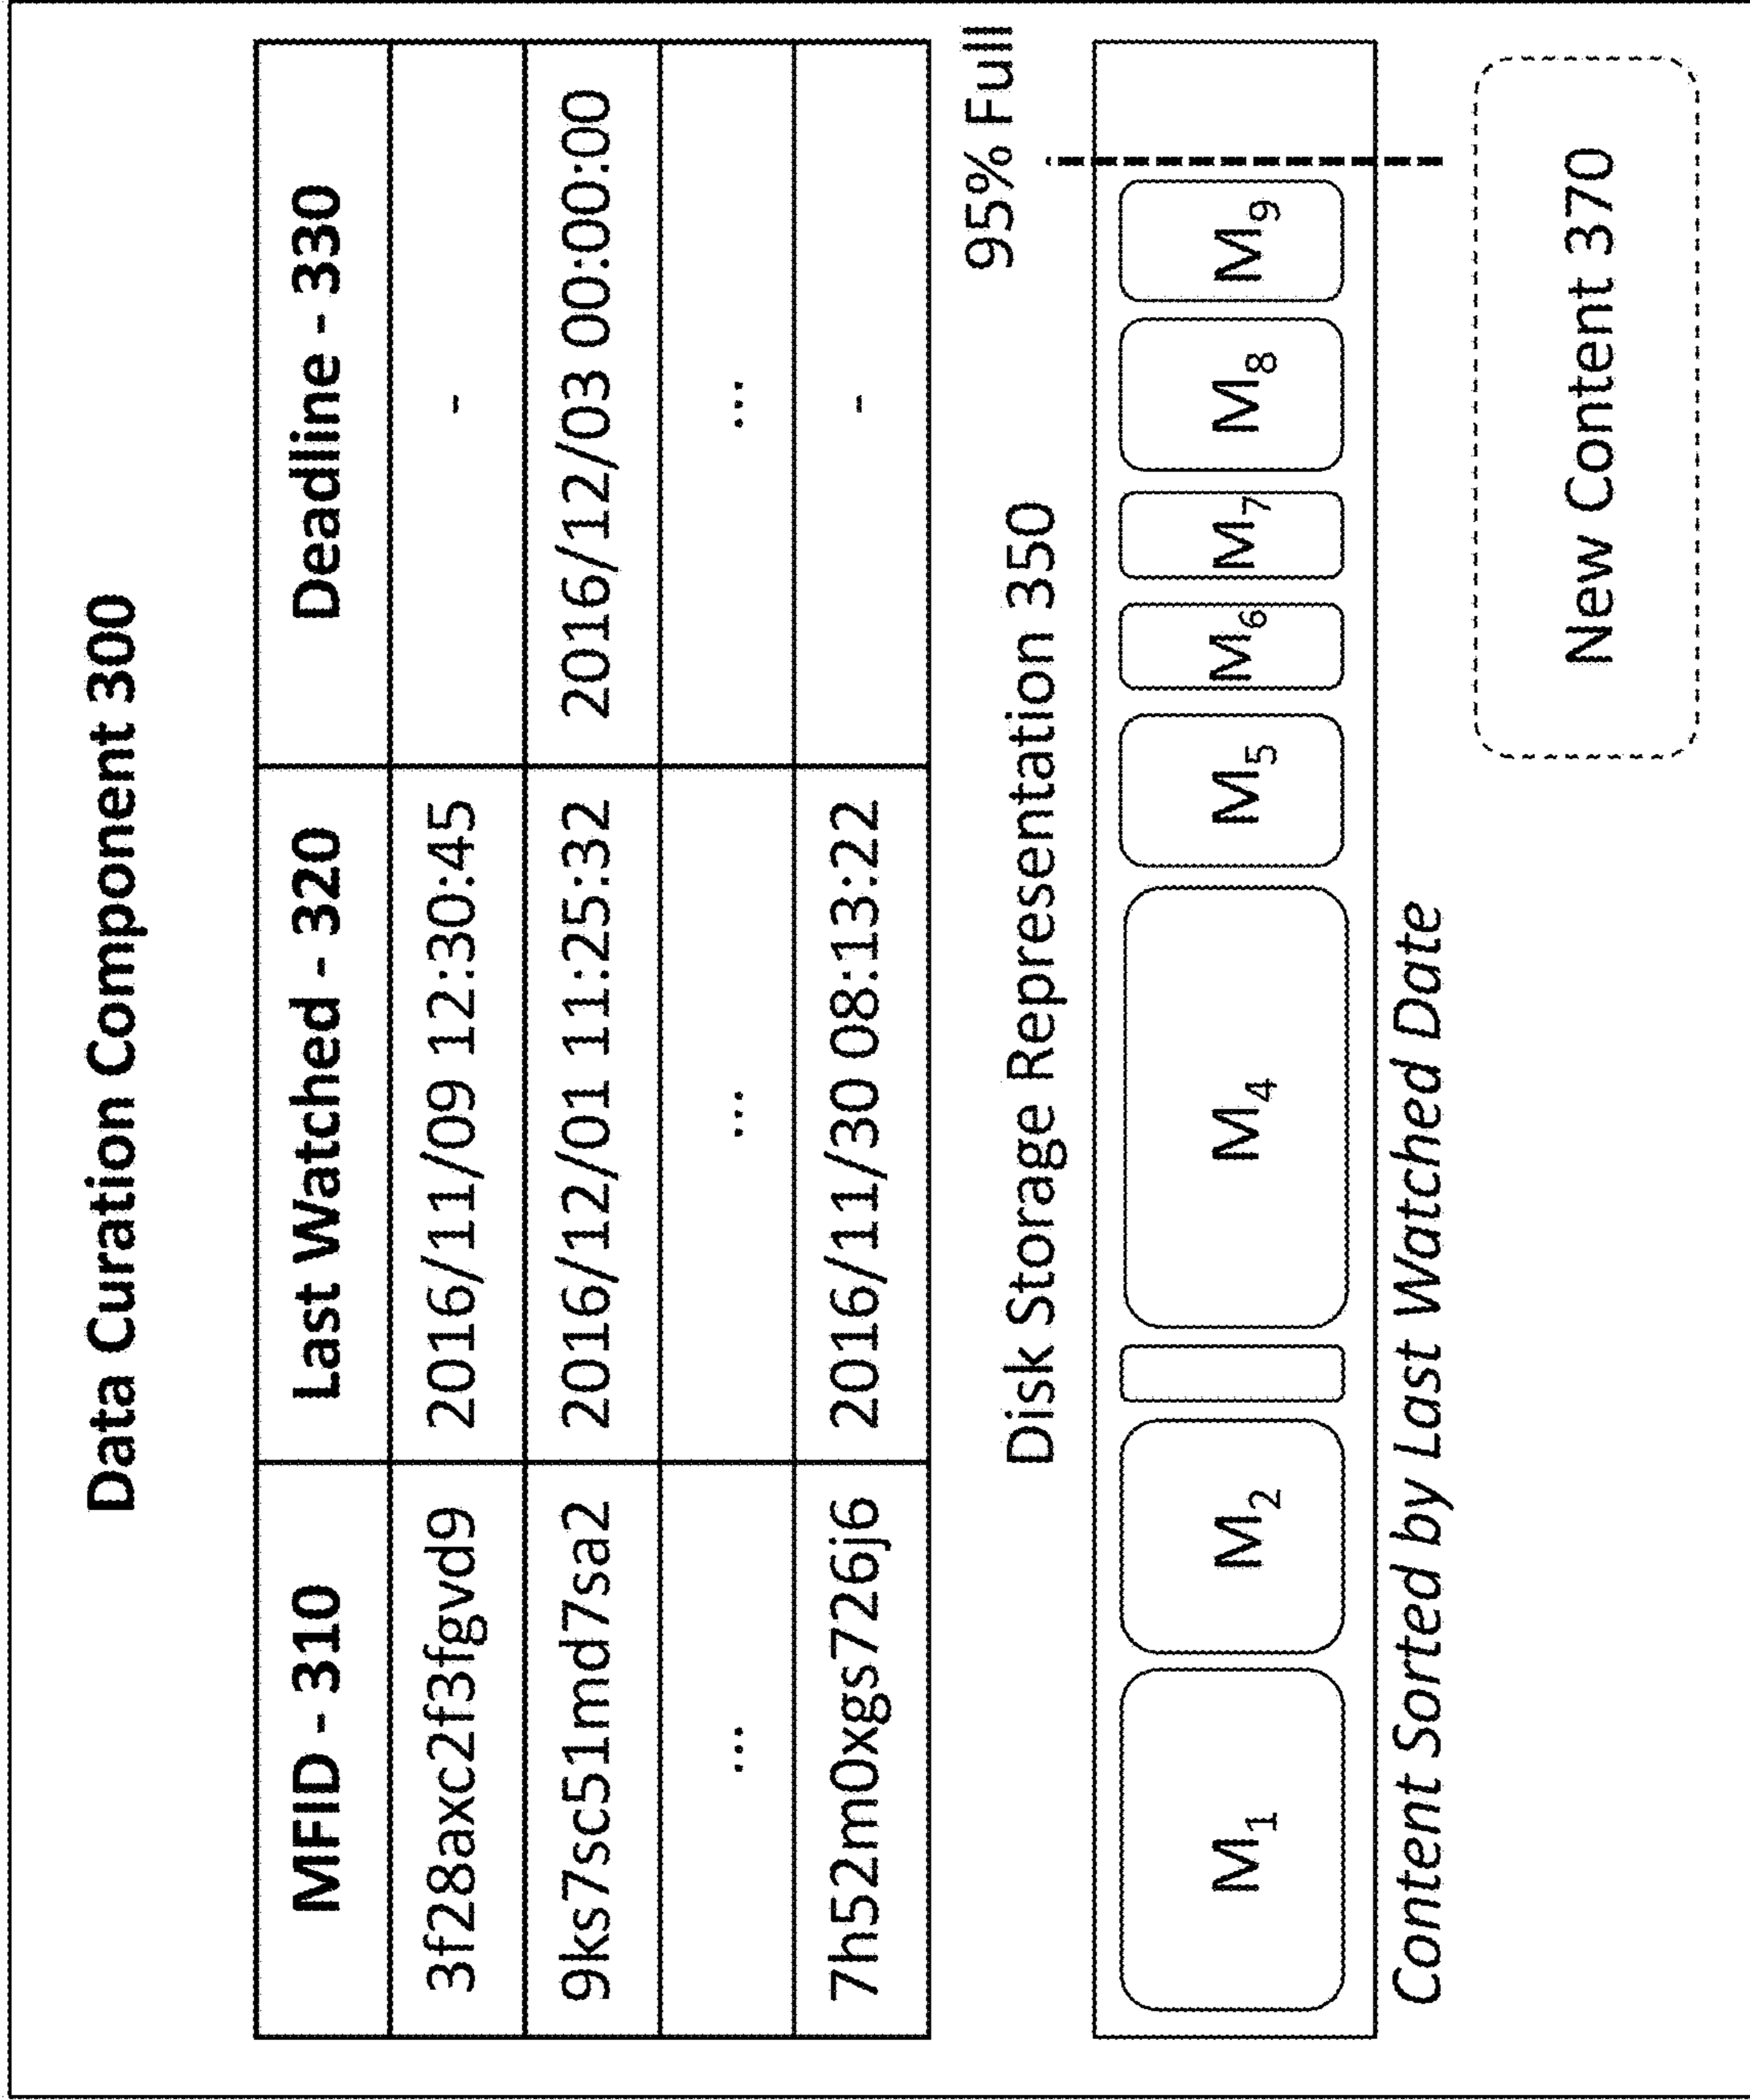 Data Curation Component 300
MFID - 310 Last Watched - 320 Deadline - 330
3f28axc2f3fgvd9 2016/11/09 12:30:45 -
9ks7sc51md7sa2 2016/12/01 11:25:32 2016/12/03 00:00:00
... ... ...
7h52m0xgs726j6 2016/11/30 08:13:22 -
95% Full
Disk Storage Representation 350
M1 M2 M4 M5 M6 M7 M8 M9
Content Sorted by Last Watched Date
New Content 370